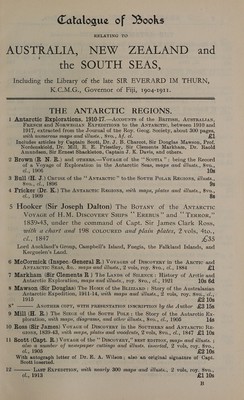 Catalogue of Books
RELATING TO
AUSTRALIA, NEW ZEALAND and
the SOUTH SEAS,
Including the Library of the late SIR EVERARD IM THURN,
K.C.M.G., Governor of Fiji, 1904-1911.
THE ANTARCTIC REGIONS.
1 Antarctic Explorations, 1910-17.—ACCOUNTS of the BRITISH, AUSTRALIAN,
FRENCH and NORWEGIAN EXPEDITIONS to the ANTARCTIC, between 1910 and
1917, extracted from the Journal of the Roy. Geog. Society, about 300 pages,
with numerous maps and illusts., 8vo., hf. cf. £1
Includes articles by Captain Scott, Dr. J. B. Charcot, Sir Douglas Mawson, Prof.
Nordenskjold, Dr. Mill, R. E. Priestley, Sir Clements Markham, Dr. Roald
Amundsen, Sir Ernest Shackleton, Captain J. K. Davis, and others.
2 Brown (R. N. R.) and others.—Voyage of the "SCOTIA": being the Record
of a Voyage of Exploration in the Antarctic Seas, maps and illusts., 8vo.,
cl., 1906 10s
3 Bull (H. J.) Cruise of the "ANTARCTIC" to the SOUTH POLAR REGIONS, illusts.,
8vo., cl., 1896 8s
4 Fricker (Dr. K.) The ANTARCTIC REGIONS, with maps, plates and illusts., 8vo.,
cl., 1900 9s
5 Hooker (Sir Joseph Dalton) The BOTANY of the ANTARCTIC
VOYAGE of H.M. DISCOVERY SHIPS "EREBUS" and "TERROR,"
1839-43, under the command of Capt. Sir James Clark Ross,
with a chart and 198 COLOURED and plain plates, 2 vols., 4to.,
cf., 1847 £35
Lord Auckland's Group, Campbell's Island, Fuegia, the Falkland Islands, and
Kerguelen's Land.
6 McCormick (Insper.-General R.) VOYAGES of DISCOVERY in the ARCTIC and
ANTARCTIC SEAS, &c. maps and illusts., 2 vols, roy. 8vo., cl., 1884 £1
7 Markham (Sir Clements R.) The LANDS of SILENCE: History of Arctic and
Antarctic Exploration, maps and illusts., roy. 8vo., cl., 1921 10s 6d
8 Mawson (Sir Douglas) The HOME of the BLIZZARD: Story of the Australasian
Antarctic Expedition, 1911-14, with maps and illusts., 2 vols., roy. 8vo.,
cl., 1915 £2 10s
8* —— ANOTHER COPY, WITH PRESENTATION INSCRIPTION by the Author £3 10s
9 Mill (H. R.) The SIEGE of the SOUTH POLE: the Story of the Antarctic Ex-
ploration, with maps, diagrams, and other illusts., 8vo., cl., 1905 14s
10 Ross (Sir James) VOYAGE of DISCOVERY in the SOUTHERN and ANTARCTIC RE-
GIONS, 1839-43, with maps, plates and woodcuts, 2 vols., 8vo., cl., 1847 £1 10s
11 Scott (Capt. R.) VOYAGE of the "DISCOVERY," BEST EDITION, maps and illusts.;
also a number of newspaper cuttings and illusts. inserted, 2 vols, roy. 8vo.,
cl., 1905 £2 10s
With autograph letter of Dr. E. A. Wilson; also an original signature of Capt.
Scott inserted.
12 —— LAST EXPEDITION, with nearly 300 maps and illusts., 2 vols, roy. 8vo.,
cl., 1913 £1 10s
B